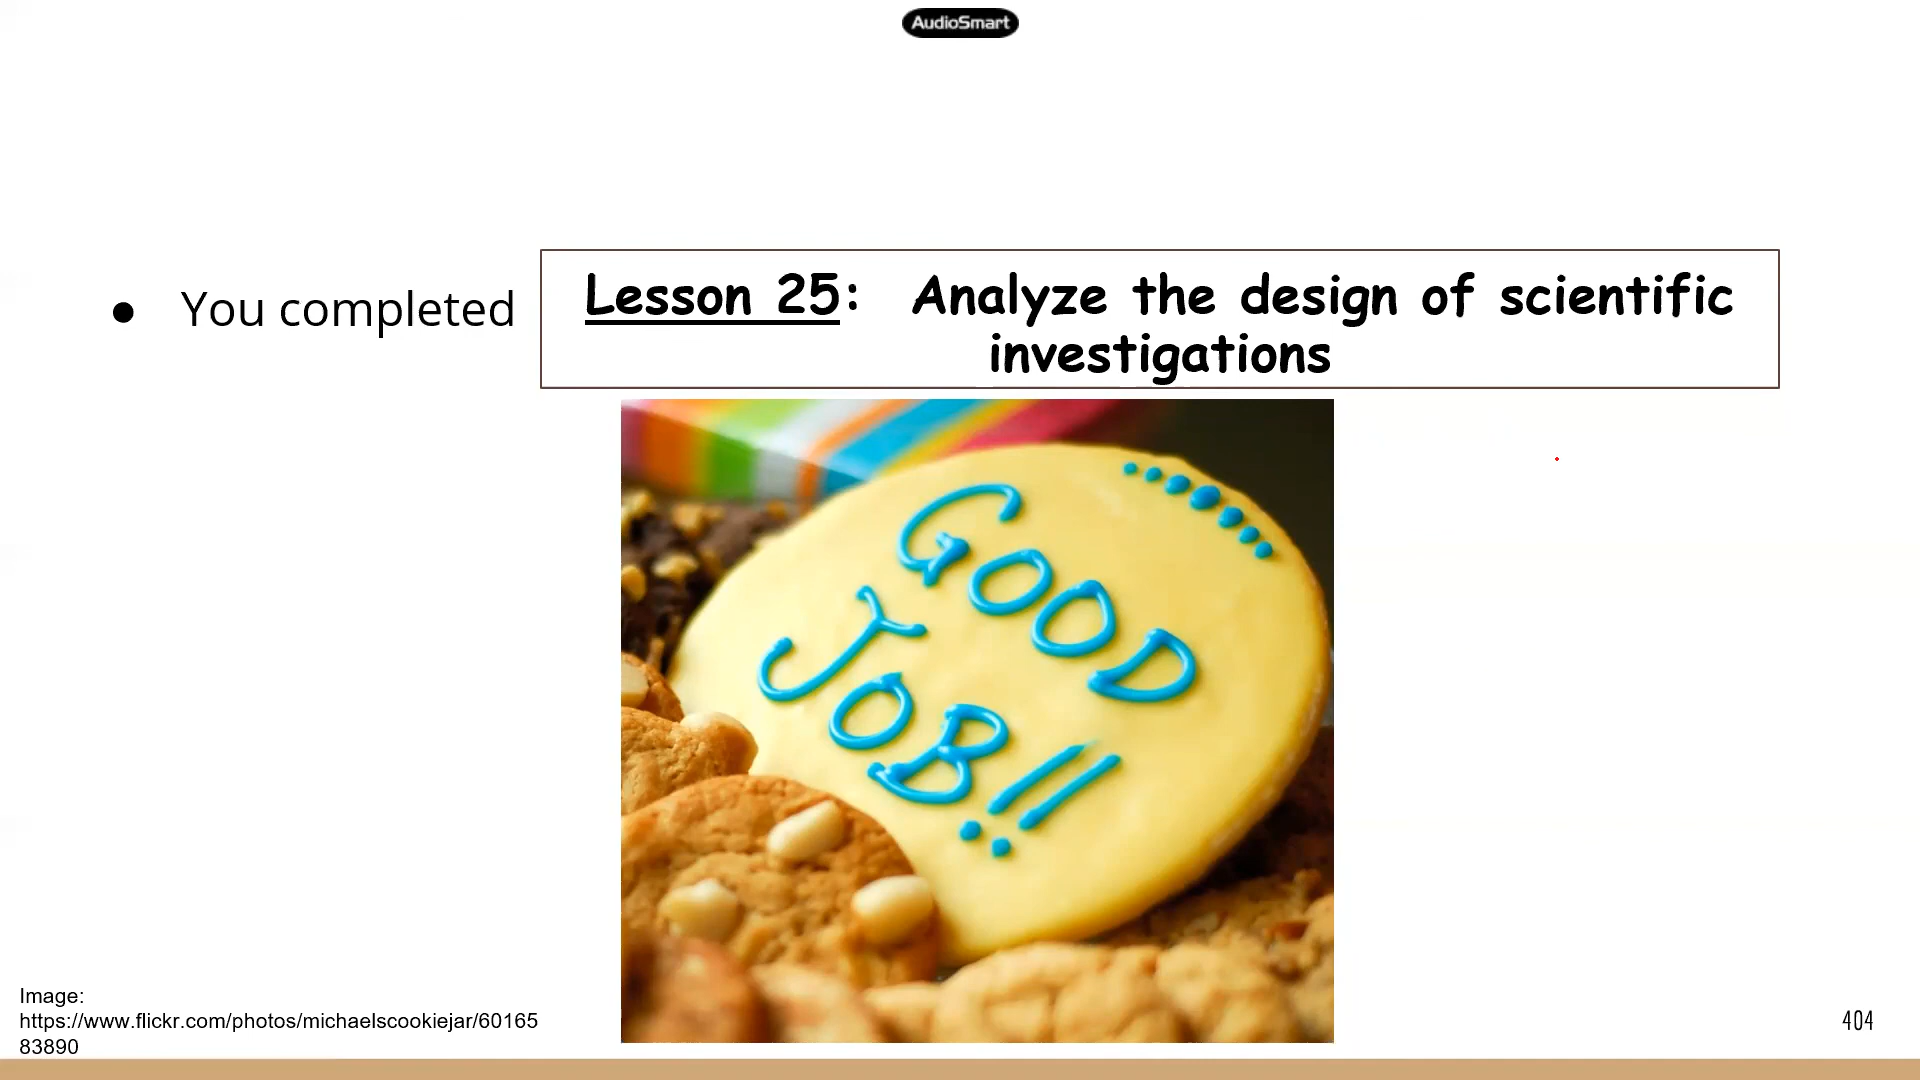 AudioSmart
● You completed
Lesson 25: Analyze the design of scientific
investigations
GOOD
JOB!!
Image:
https://www.flickr.com/photos/michaelscookiejar/60165
83890
404